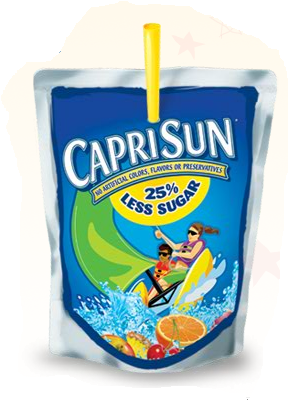 CAPRISUN®
NO ARTIFICIAL COLORS, FLAVORS OR PRESERVATIVES
25%
LESS SUGAR